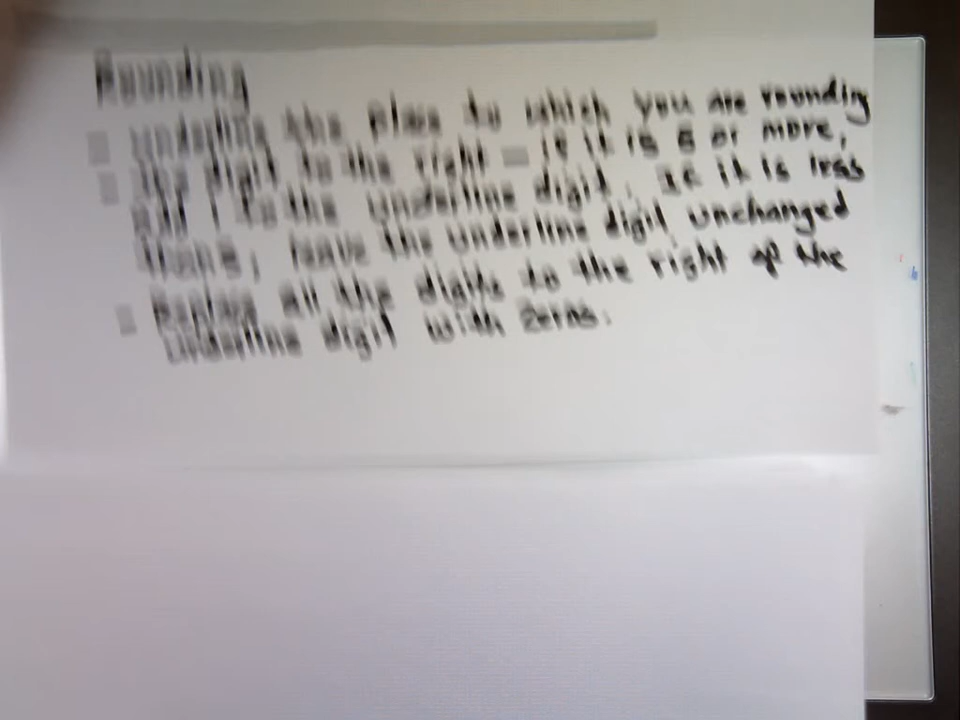 Rounding
underline the place to which you are rounding
The digit to the right if it is 5 or more,
add 1 to the underline digit. If it is less
than 5, leave the underline digit unchanged
Replace all the digits to the right of the
underline digit with zeros.